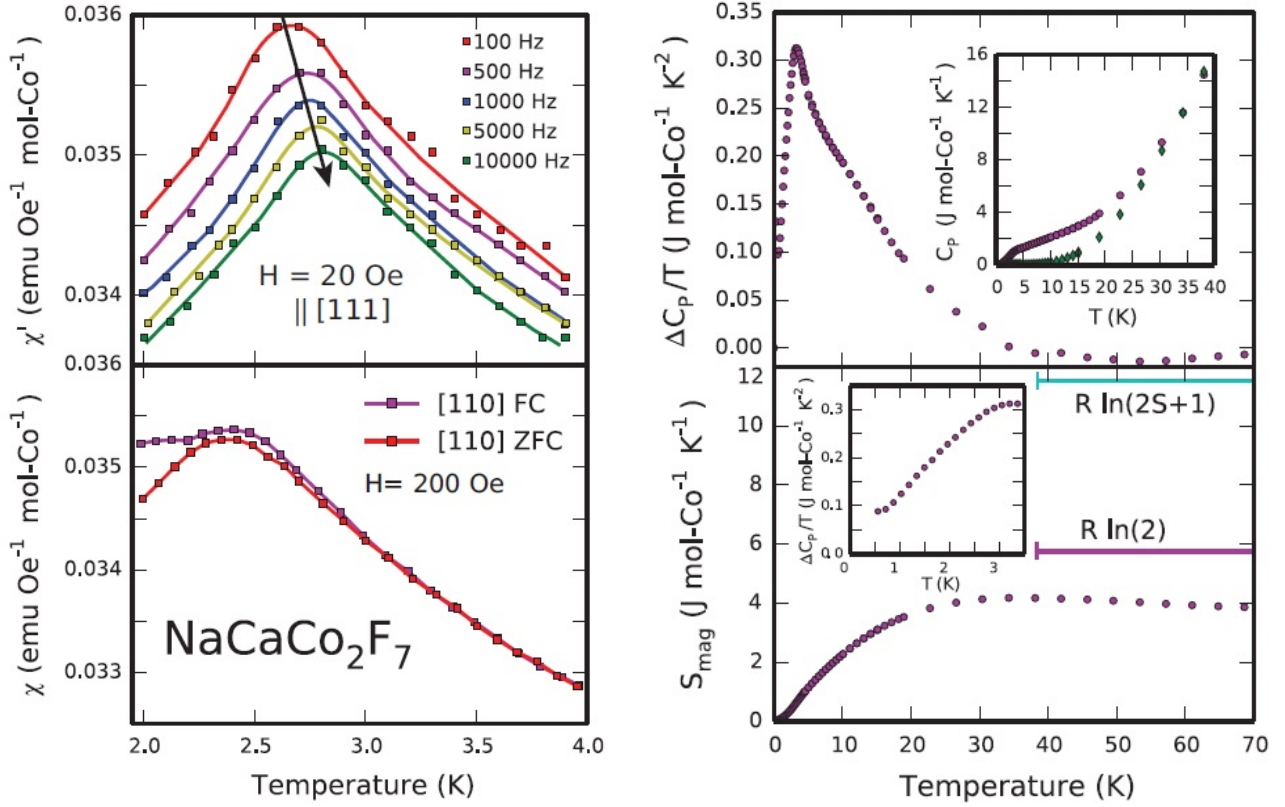 0.036
0.035
0.034
0.036
χ' (emu Oe⁻¹ mol-Co⁻¹)
100 Hz
500 Hz
1000 Hz
5000 Hz
10000 Hz
H = 20 Oe
|| [111]
0.035
0.034
0.033
χ (emu Oe⁻¹ mol-Co⁻¹)
[110] FC
[110] ZFC
H= 200 Oe
NaCaCo₂F₇
2.0 2.5 3.0 3.5 4.0
Temperature (K)
0.35
0.30
0.25
0.20
0.15
0.10
0.05
0.00
ΔC_P/T (J mol-Co⁻¹ K⁻²)
16
12
8
4
0
C_P (J mol-Co⁻¹ K⁻¹)
0 5 10 15 20 25 30 35 40
T (K)
12
10
8
6
4
2
0
S_mag (J mol-Co⁻¹ K⁻¹)
0.3
0.2
0.1
0.0
ΔC_P/T (J mol-Co⁻¹ K⁻²)
0 1 2 3
T (K)
R ln(2S+1)
R ln(2)
0 10 20 30 40 50 60 70
Temperature (K)